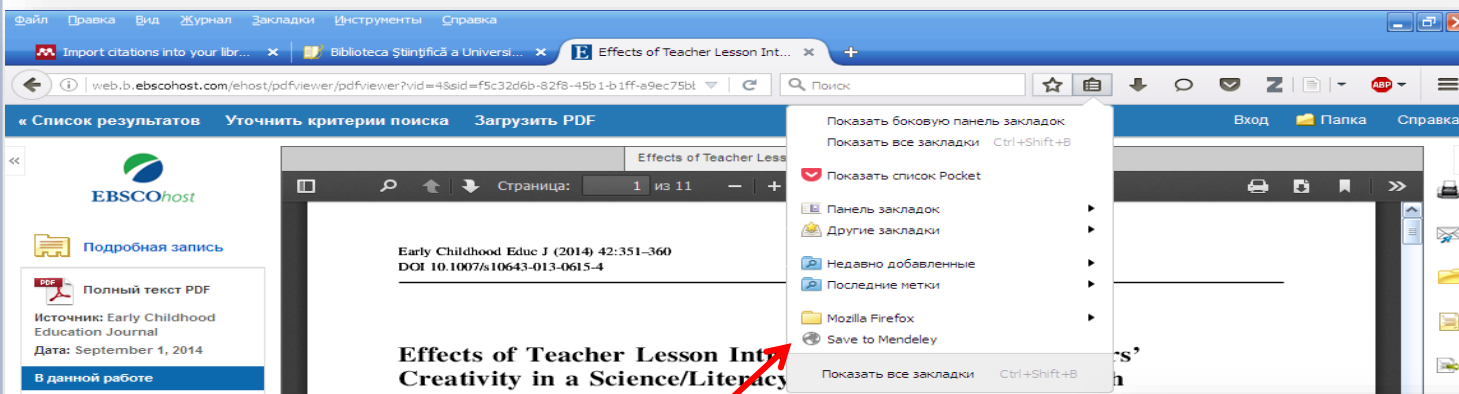 Файл Правка Вид Журнал Закладки Инструменты Справка
Import citations into your libr...
Biblioteca Științifică a Universi...
E Effects of Teacher Lesson Int...
web.b.ebscohost.com/ehost/pdfviewer/pdfviewer?vid=4&sid=f5c32d6b-82f8-45b1-b1ff-a9ec75bb
Поиск
Z
ABP
« Список результатов Уточнить критерии поиска Загрузить PDF
Вход Папка Справка
EBSCOhost
Подробная запись
PDF
Полный текст PDF
Источник: Early Childhood
Education Journal
Дата: September 1, 2014
В данной работе
Effects of Teacher Less
Страница: 1 из 11
Early Childhood Educ J (2014) 42:351–360
DOI 10.1007/s10643-013-0615-4
Effects of Teacher Lesson Intr
rs’
Creativity in a Science/Literacy
h
Показать боковую панель закладок
Показать все закладки Ctrl+Shift+B
Показать список Pocket
Панель закладок
Другие закладки
Недавно добавленные
Последние метки
Mozilla Firefox
Save to Mendeley
Показать все закладки Ctrl+Shift+B